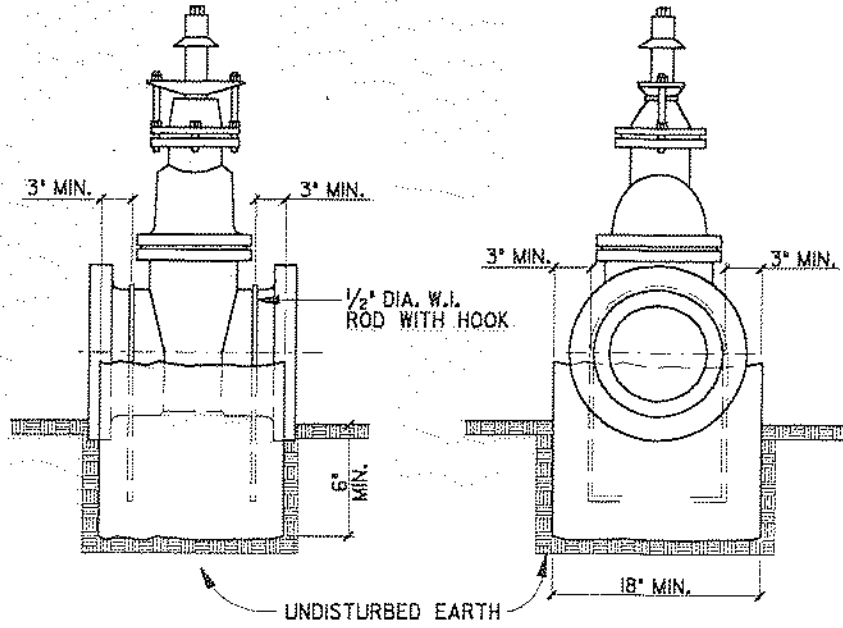 3" MIN.
3" MIN.
3" MIN.
3" MIN.
1/2" DIA. W.I.
ROD WITH HOOK
6"
MIN.
18" MIN.
UNDISTURBED EARTH